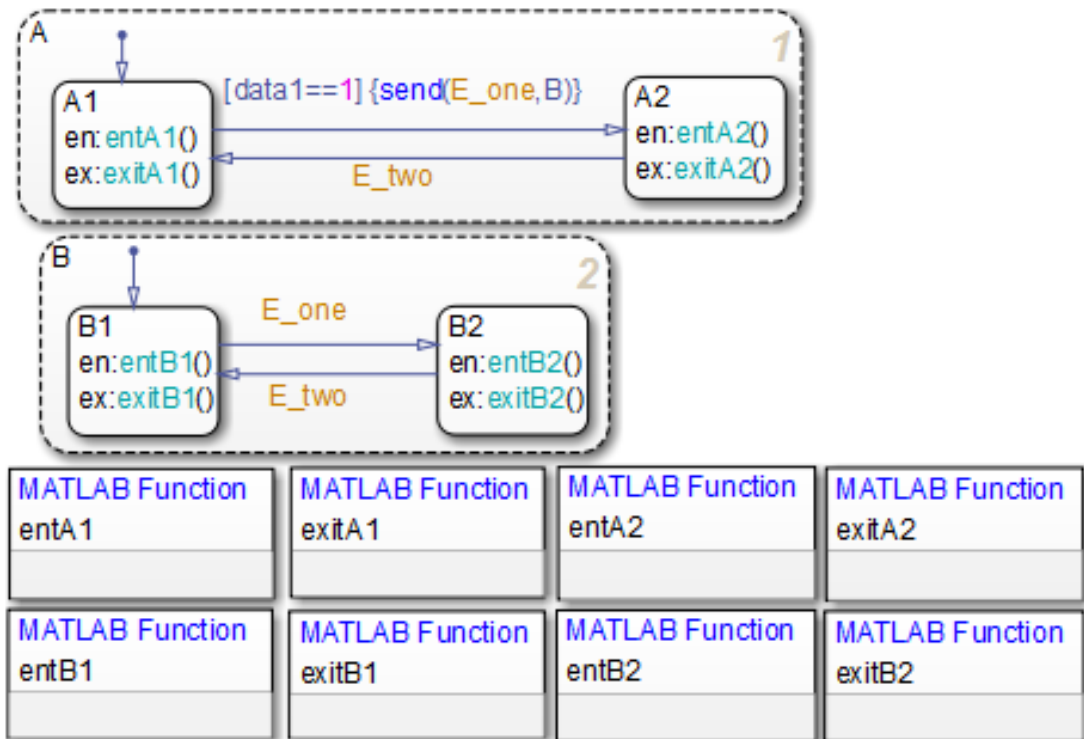 A
1
[data1==1] {send(E_one,B)}
A1
en:entA1()
ex:exitA1()
A2
en:entA2()
ex:exitA2()
E_two
B
2
E_one
B1
en:entB1()
ex:exitB1()
B2
en:entB2()
ex:exitB2()
E_two
MATLAB Function
entA1
MATLAB Function
exitA1
MATLAB Function
entA2
MATLAB Function
exitA2
MATLAB Function
entB1
MATLAB Function
exitB1
MATLAB Function
entB2
MATLAB Function
exitB2